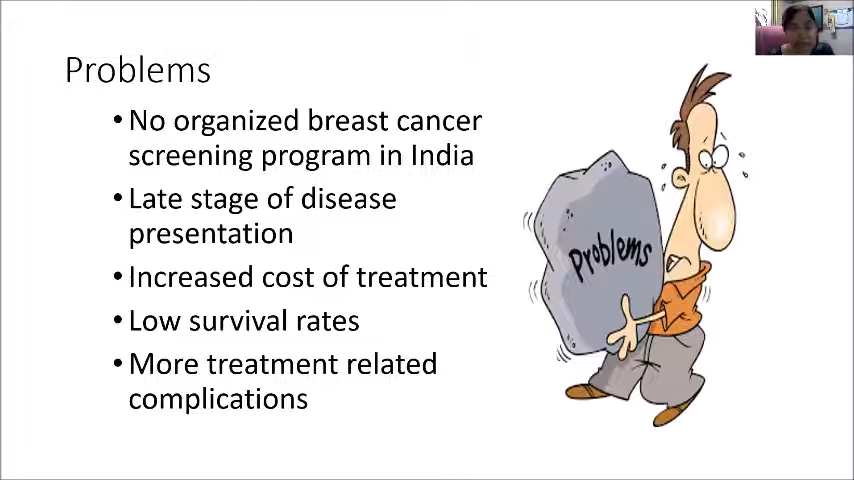 Problems
• No organized breast cancer
screening program in India
• Late stage of disease
presentation
• Increased cost of treatment
• Low survival rates
• More treatment related
complications
Problems